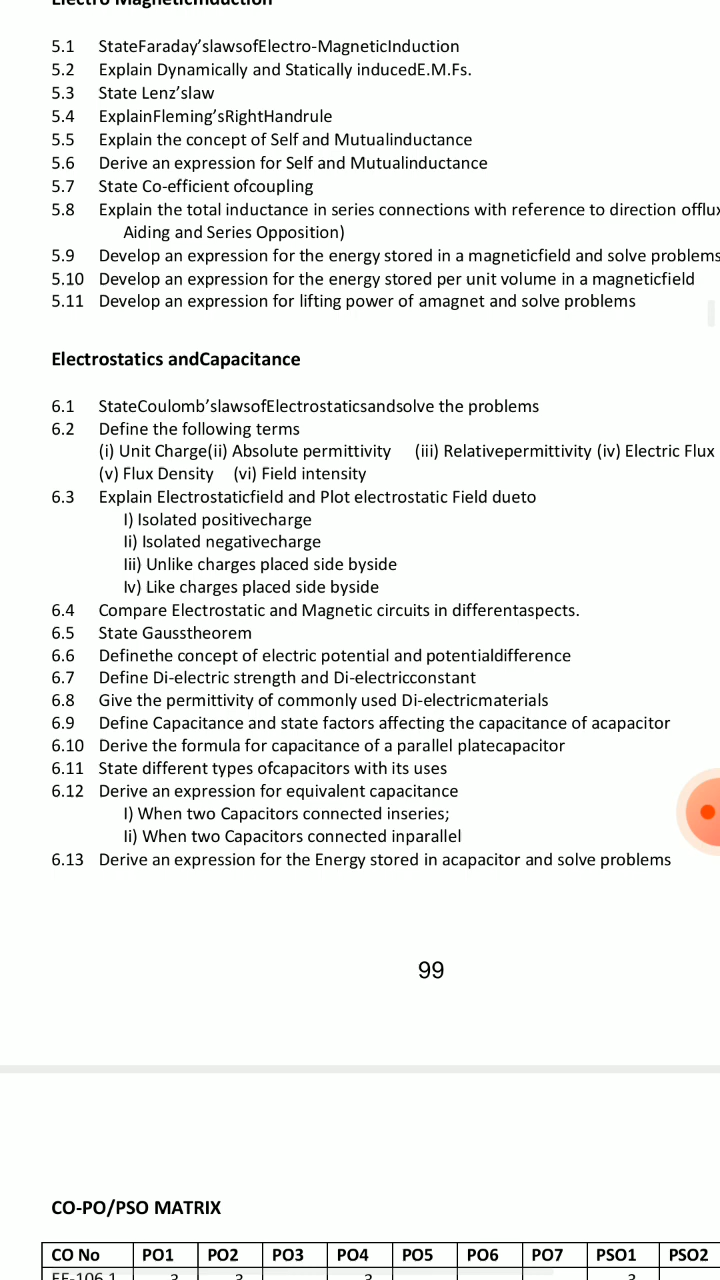 Electro MagneticInduction
5.1 StateFaraday'slawsofElectro-MagneticInduction
5.2 Explain Dynamically and Statically inducedE.M.Fs.
5.3 State Lenz'slaw
5.4 ExplainFleming'sRightHandrule
5.5 Explain the concept of Self and Mutualinductance
5.6 Derive an expression for Self and Mutualinductance
5.7 State Co-efficient ofcoupling
5.8 Explain the total inductance in series connections with reference to direction offlux
Aiding and Series Opposition)
5.9 Develop an expression for the energy stored in a magneticfield and solve problems
5.10 Develop an expression for the energy stored per unit volume in a magneticfield
5.11 Develop an expression for lifting power of amagnet and solve problems
Electrostatics andCapacitance
6.1 StateCoulomb'slawsofElectrostaticsandsolve the problems
6.2 Define the following terms
(i) Unit Charge(ii) Absolute permittivity (iii) Relativepermittivity (iv) Electric Flux
(v) Flux Density (vi) Field intensity
6.3 Explain Electrostaticfield and Plot electrostatic Field dueto
I) Isolated positivecharge
Ii) Isolated negativecharge
Iii) Unlike charges placed side byside
Iv) Like charges placed side byside
6.4 Compare Electrostatic and Magnetic circuits in differentaspects.
6.5 State Gausstheorem
6.6 Definethe concept of electric potential and potentialdifference
6.7 Define Di-electric strength and Di-electricconstant
6.8 Give the permittivity of commonly used Di-electricmaterials
6.9 Define Capacitance and state factors affecting the capacitance of acapacitor
6.10 Derive the formula for capacitance of a parallel platecapacitor
6.11 State different types ofcapacitors with its uses
6.12 Derive an expression for equivalent capacitance
I) When two Capacitors connected inseries;
Ii) When two Capacitors connected inparallel
6.13 Derive an expression for the Energy stored in acapacitor and solve problems
99
CO-PO/PSO MATRIX
CO No PO1 PO2 PO3 PO4 PO5 PO6 PO7 PSO1 PSO2